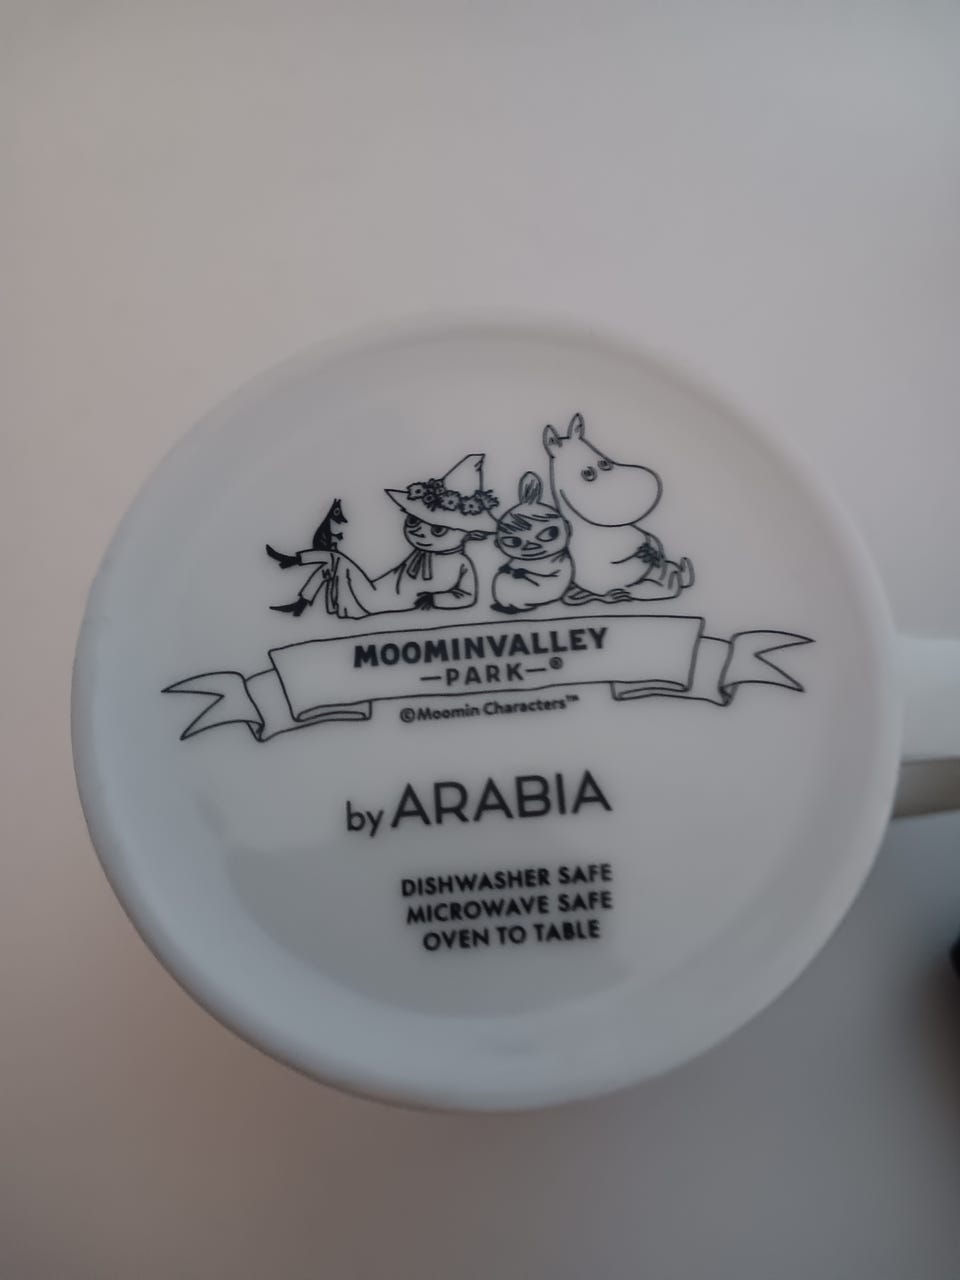 MOOMINVALLEY
—PARK—®
©Moomin Characters™
by ARABIA
DISHWASHER SAFE
MICROWAVE SAFE
OVEN TO TABLE